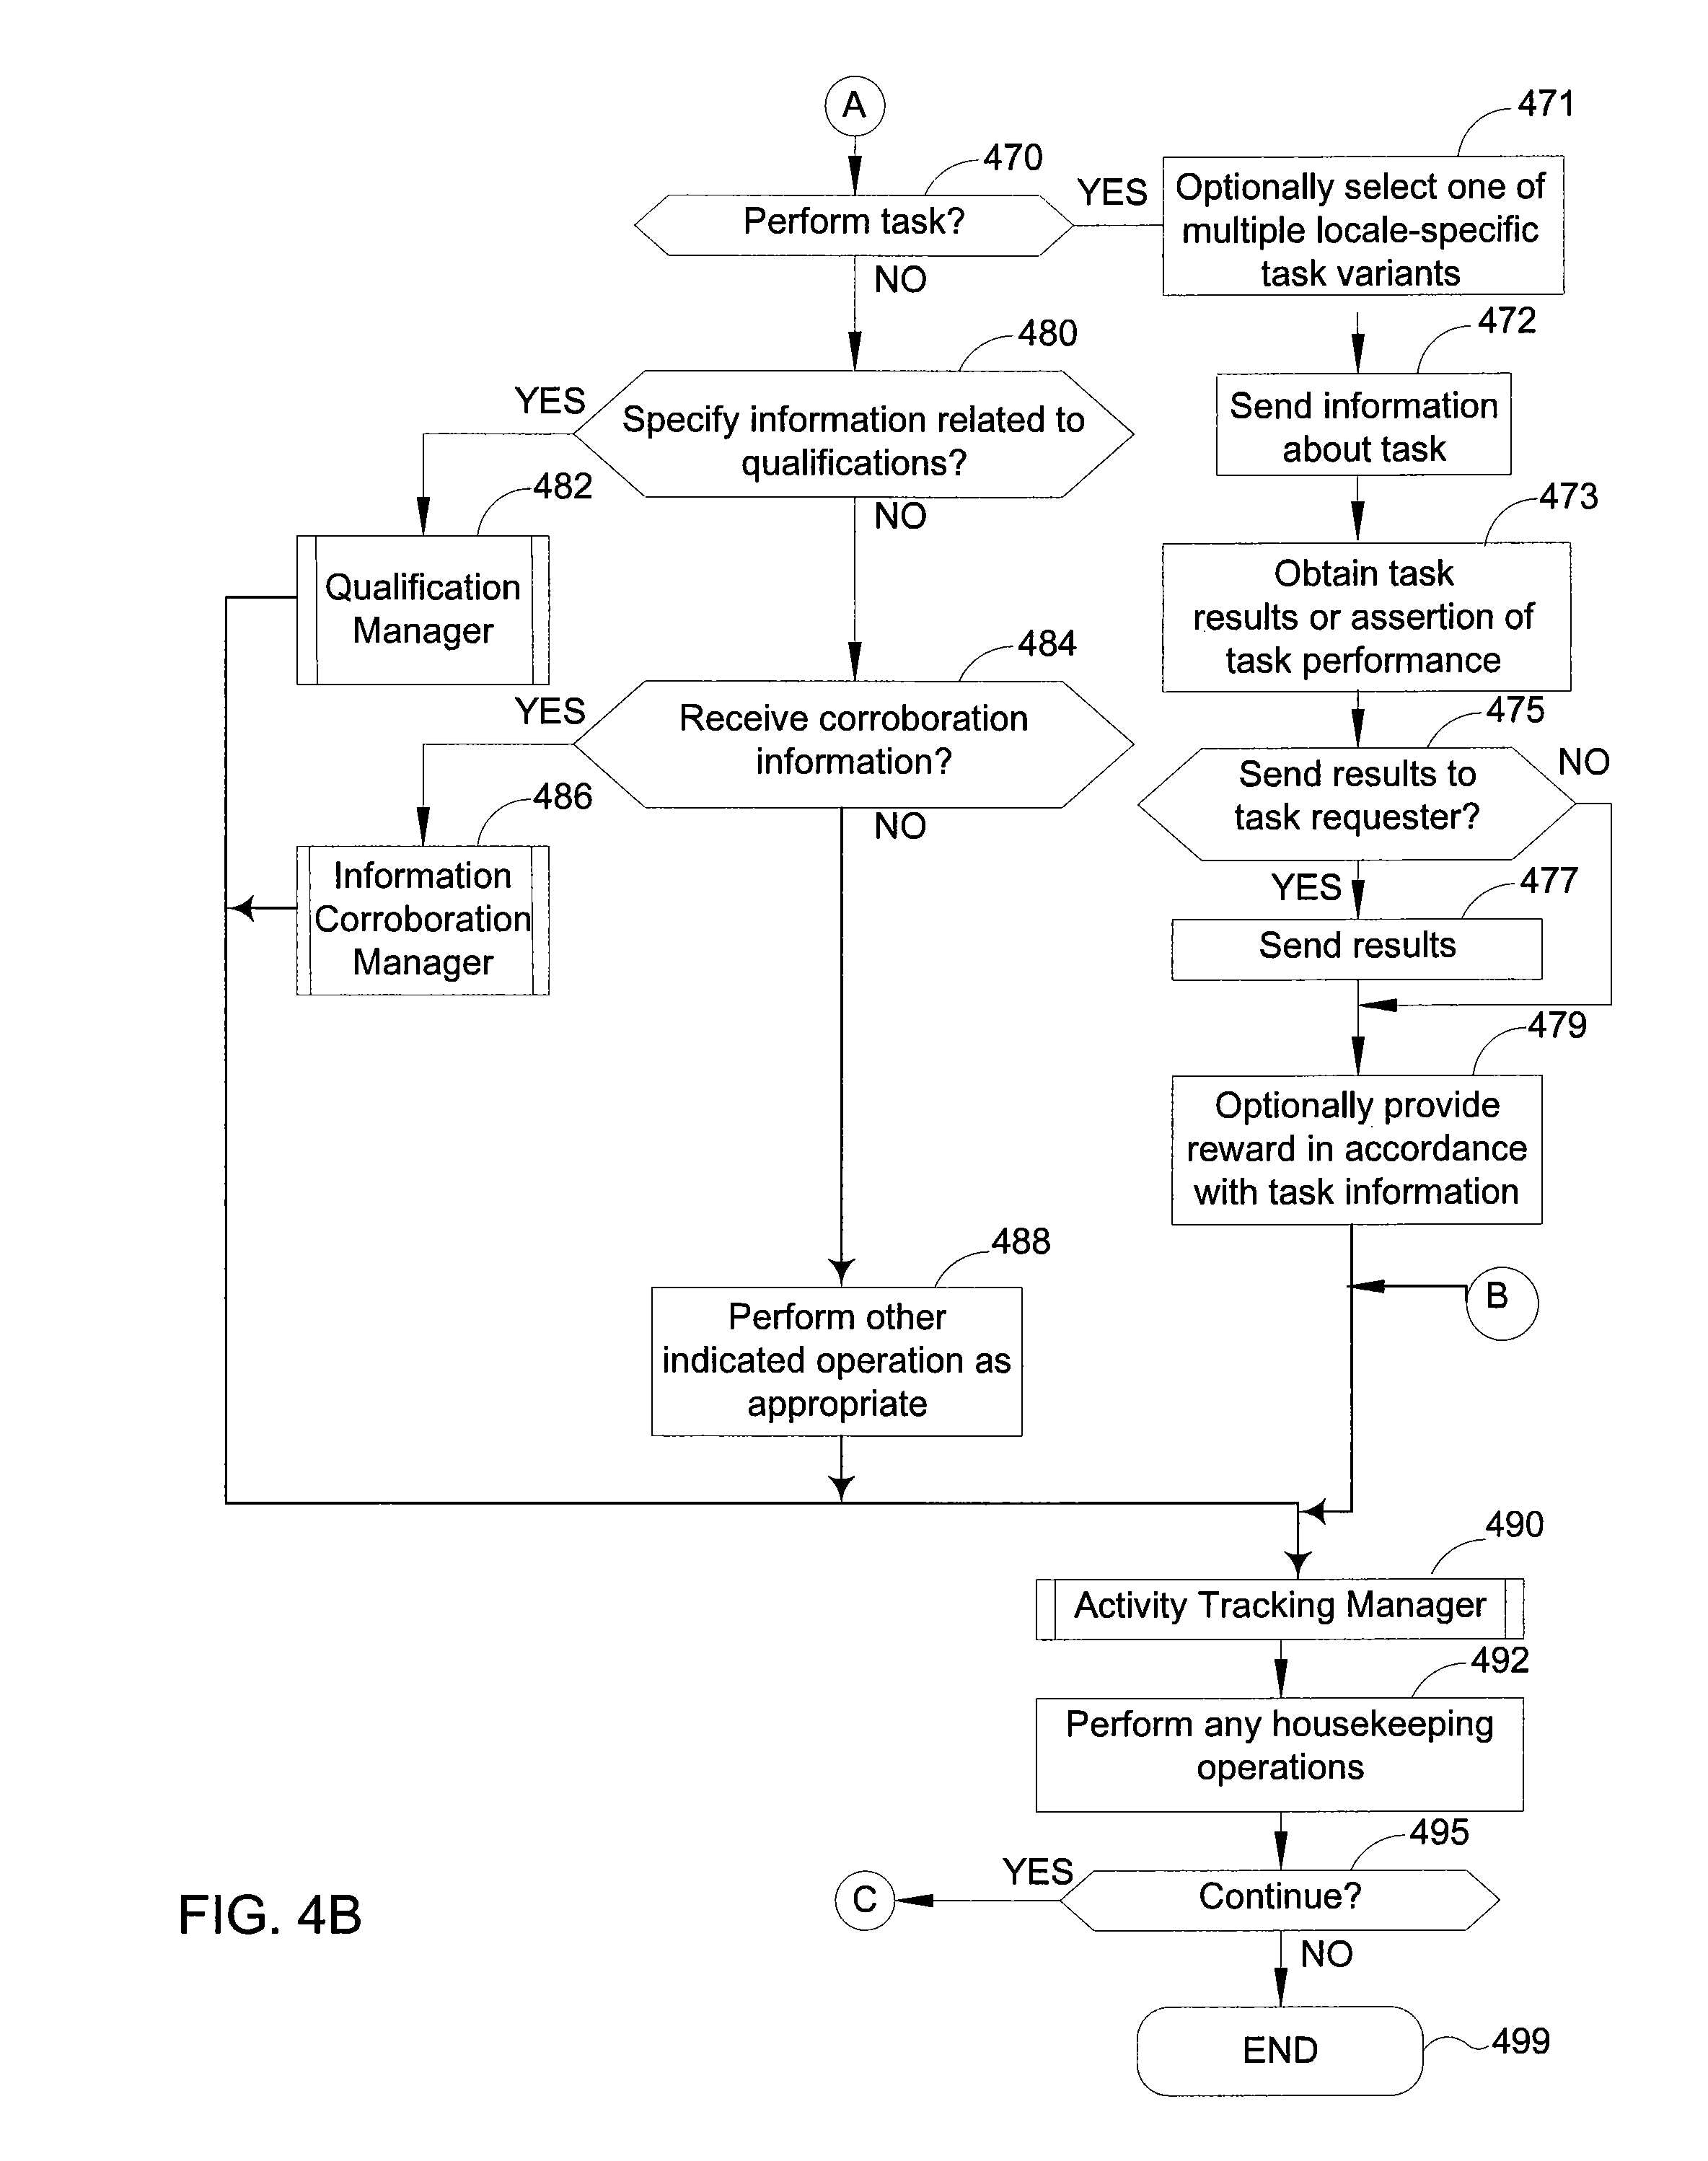 A
470
Perform task?
YES
NO
471
Optionally select one of
multiple locale-specific
task variants
472
Send information
about task
473
Obtain task
results or assertion of
task performance
475
Send results to
task requester?
NO
YES
477
Send results
479
Optionally provide
reward in accordance
with task information
B
480
YES
Specify information related to
qualifications?
NO
482
Qualification
Manager
484
YES
Receive corroboration
information?
NO
486
Information
Corroboration
Manager
488
Perform other
indicated operation as
appropriate
490
Activity Tracking Manager
492
Perform any housekeeping
operations
495
YES
Continue?
C
NO
END
499
FIG. 4B